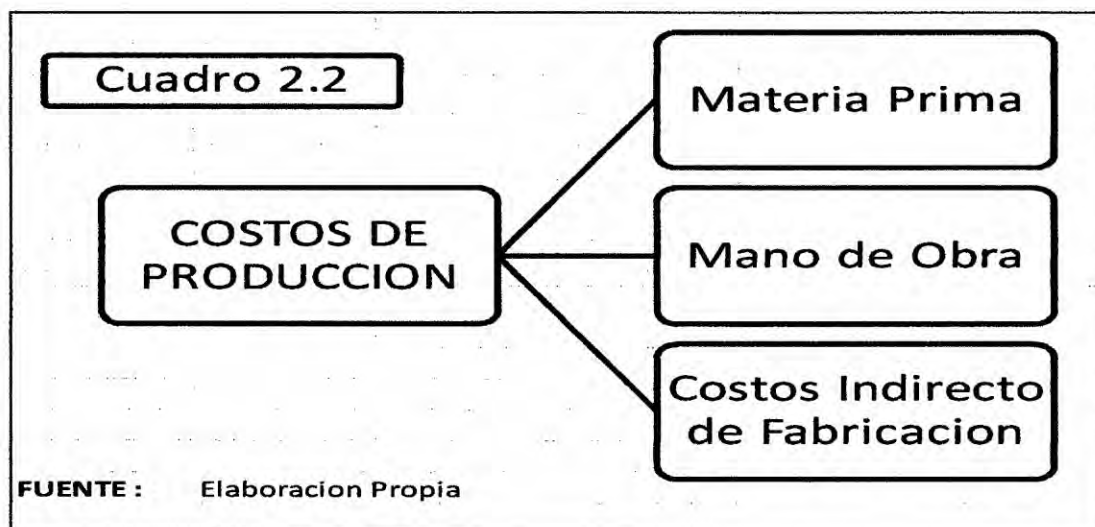 Cuadro 2.2
COSTOS DE
PRODUCCION
Materia Prima
Mano de Obra
Costos Indirecto
de Fabricacion
FUENTE : Elaboracion Propia